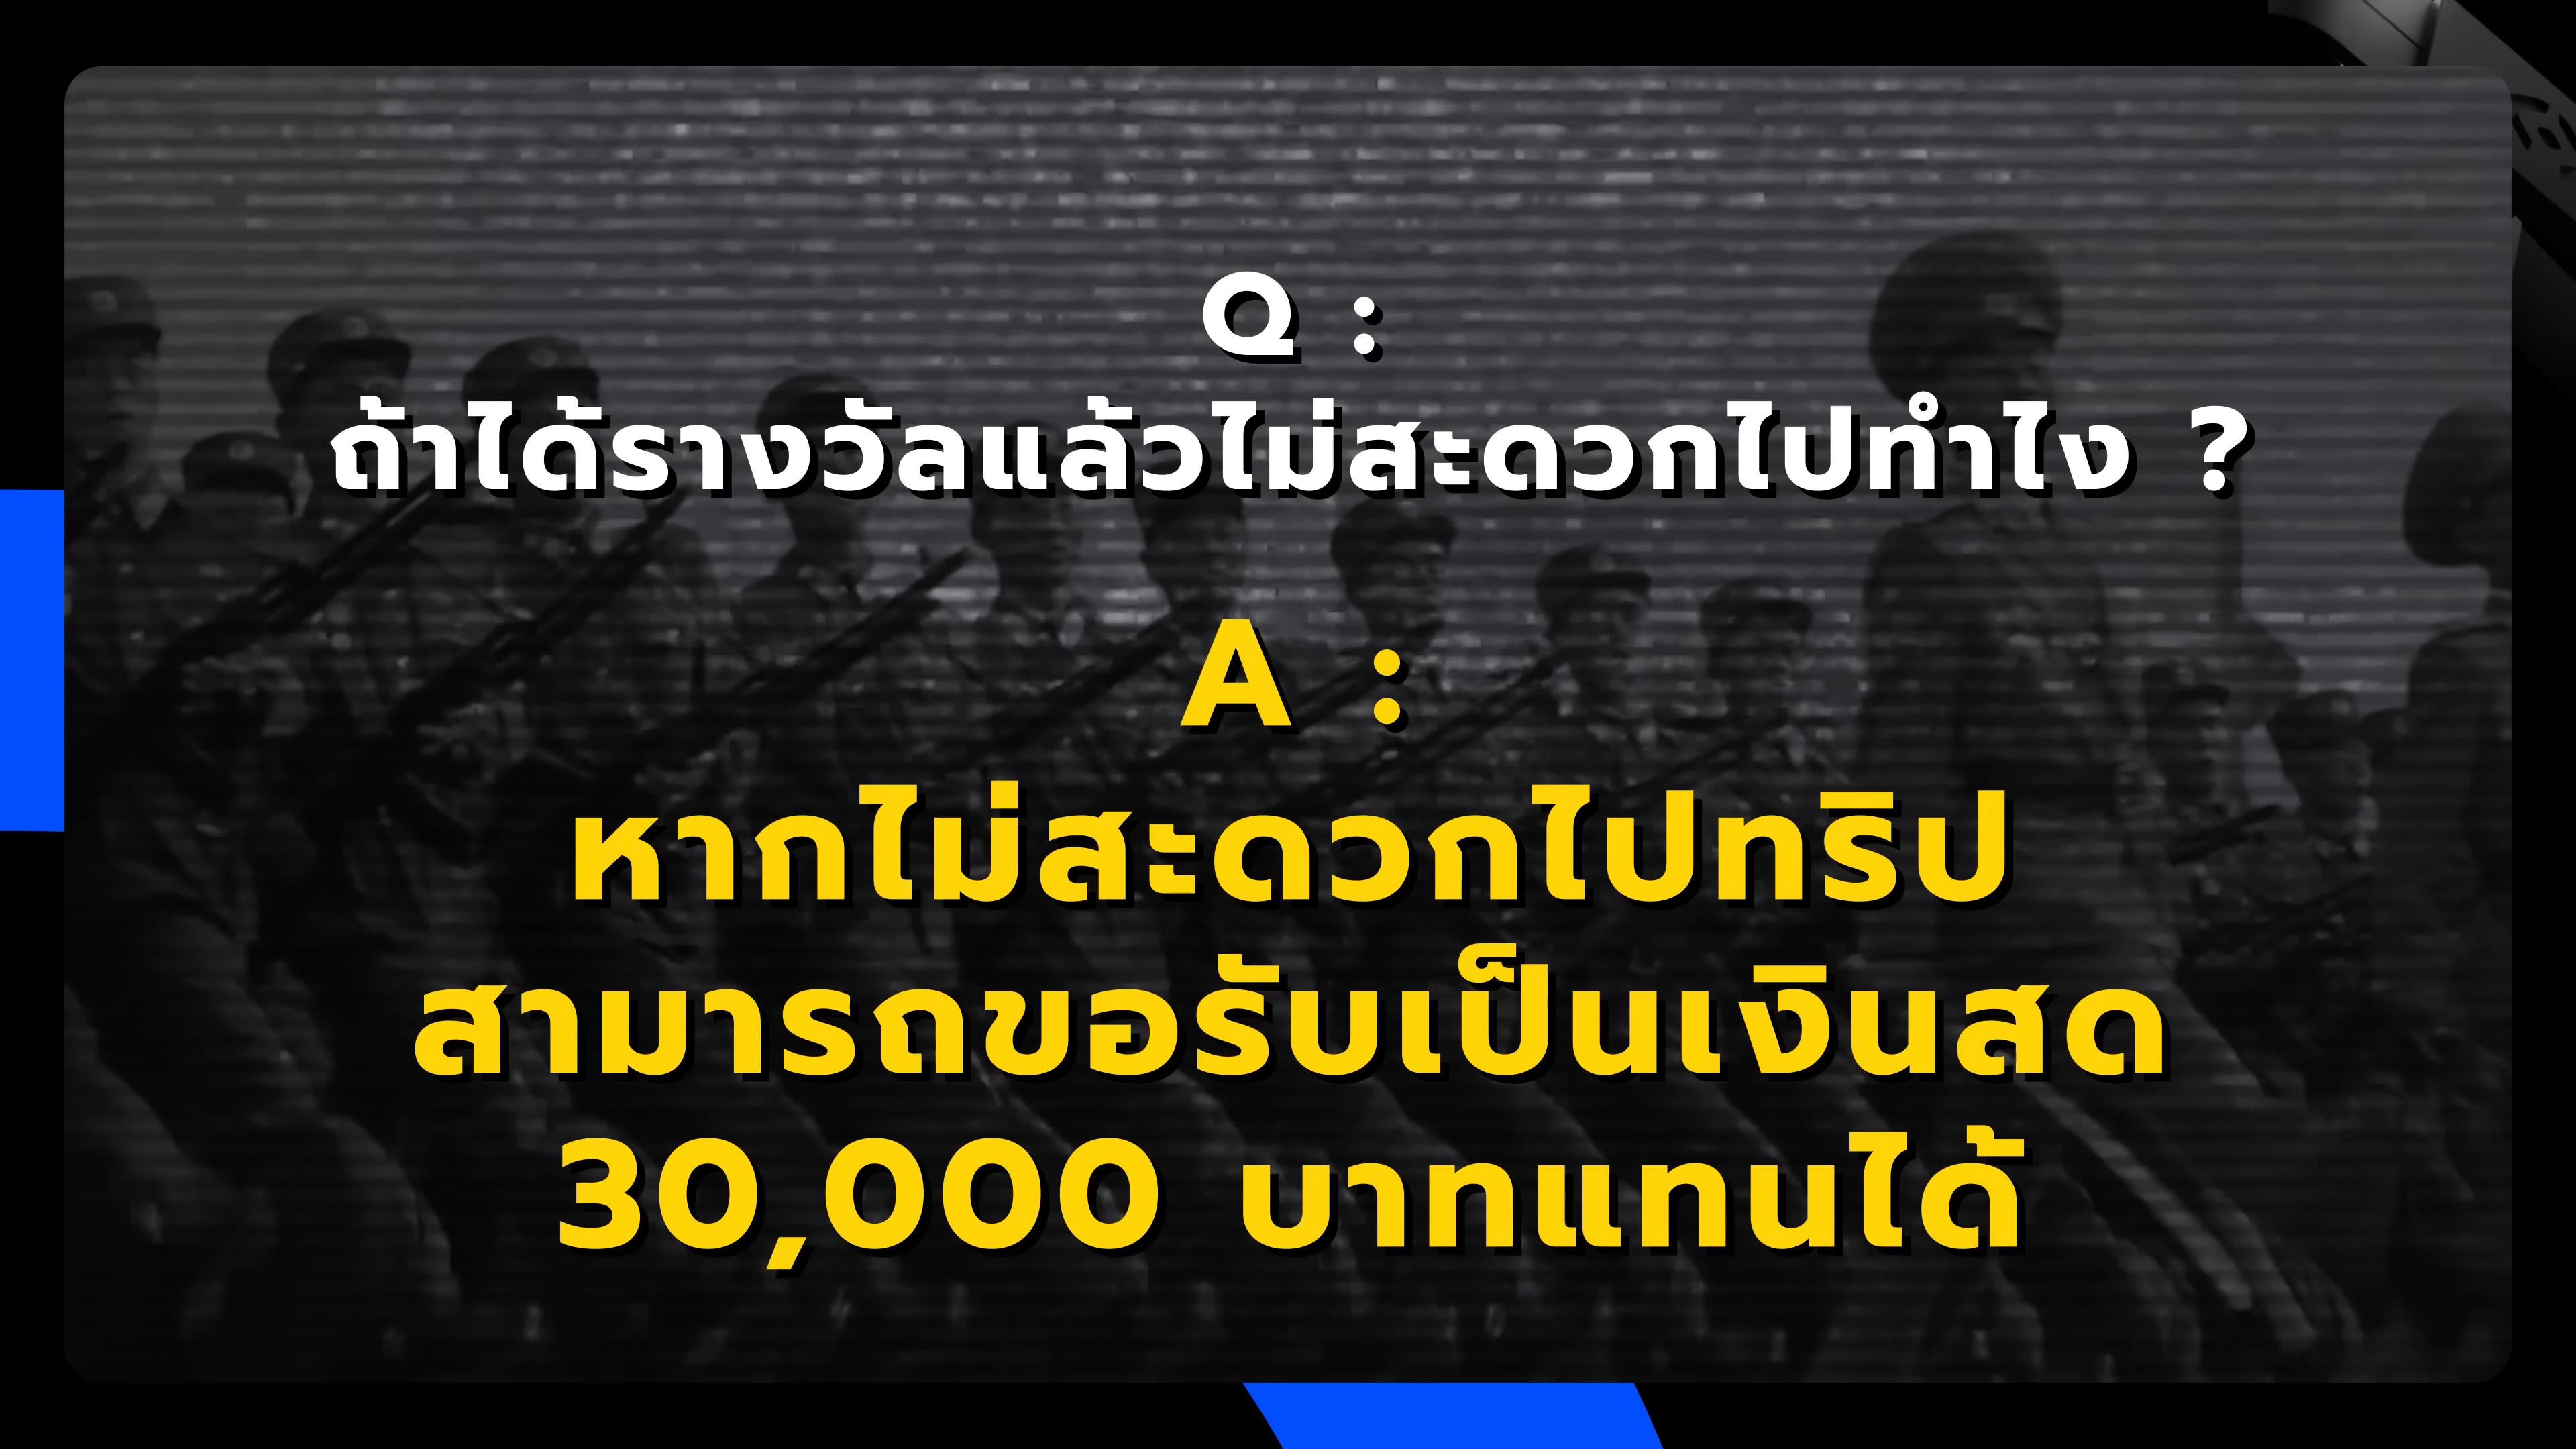 Q :
ถ้าได้รางวัลแล้วไม่สะดวกไปทำไง ?
A :
หากไม่สะดวกไปทริป
สามารถขอรับเป็นเงินสด
30,000 บาทแทนได้